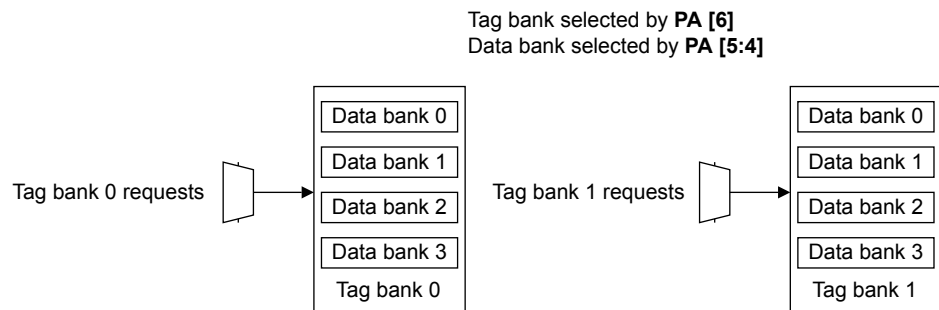 Tag bank selected by PA [6]
Data bank selected by PA [5:4]
Tag bank 0 requests
Data bank 0
Data bank 1
Data bank 2
Data bank 3
Tag bank 0
Tag bank 1 requests
Data bank 0
Data bank 1
Data bank 2
Data bank 3
Tag bank 1